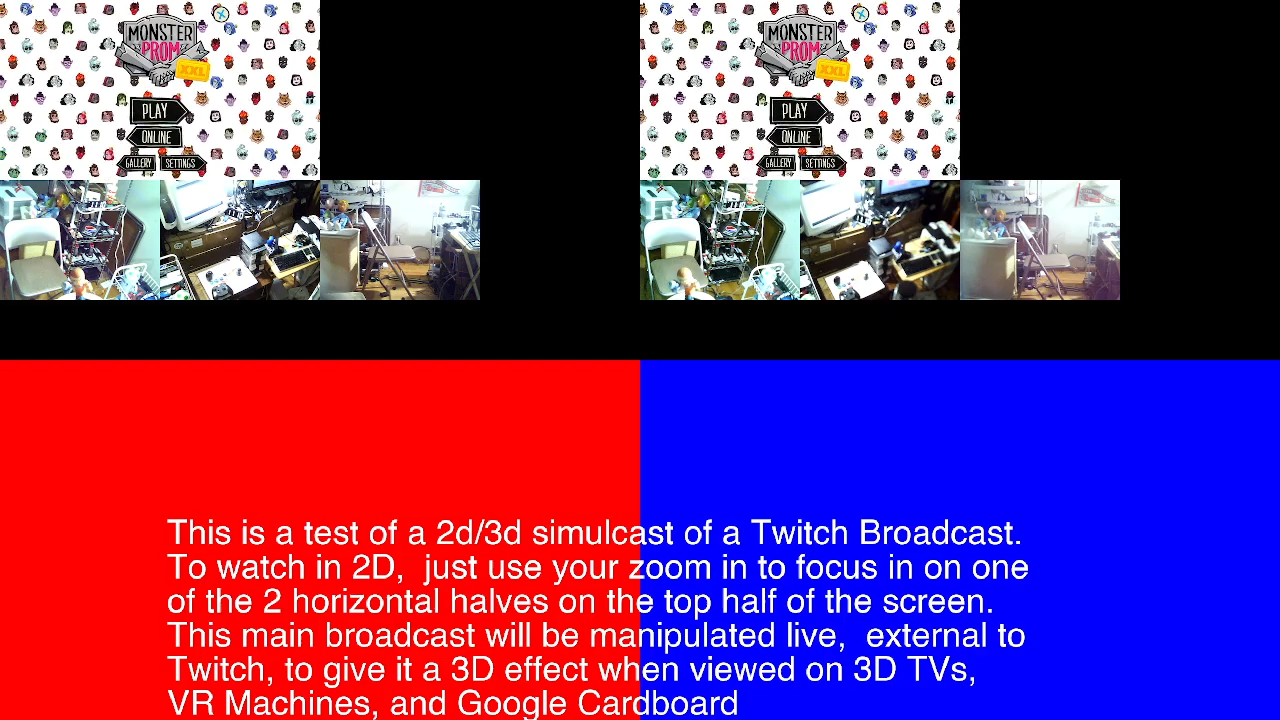 MONSTER PROM XXL
PLAY
ONLINE
GALLERY SETTINGS
MONSTER PROM XXL
PLAY
ONLINE
GALLERY SETTINGS
This is a test of a 2d/3d simulcast of a Twitch Broadcast.
To watch in 2D,  just use your zoom in to focus in on one
of the 2 horizontal halves on the top half of the screen.
This main broadcast will be manipulated live,  external to
Twitch, to give it a 3D effect when viewed on 3D TVs,
VR Machines, and Google Cardboard